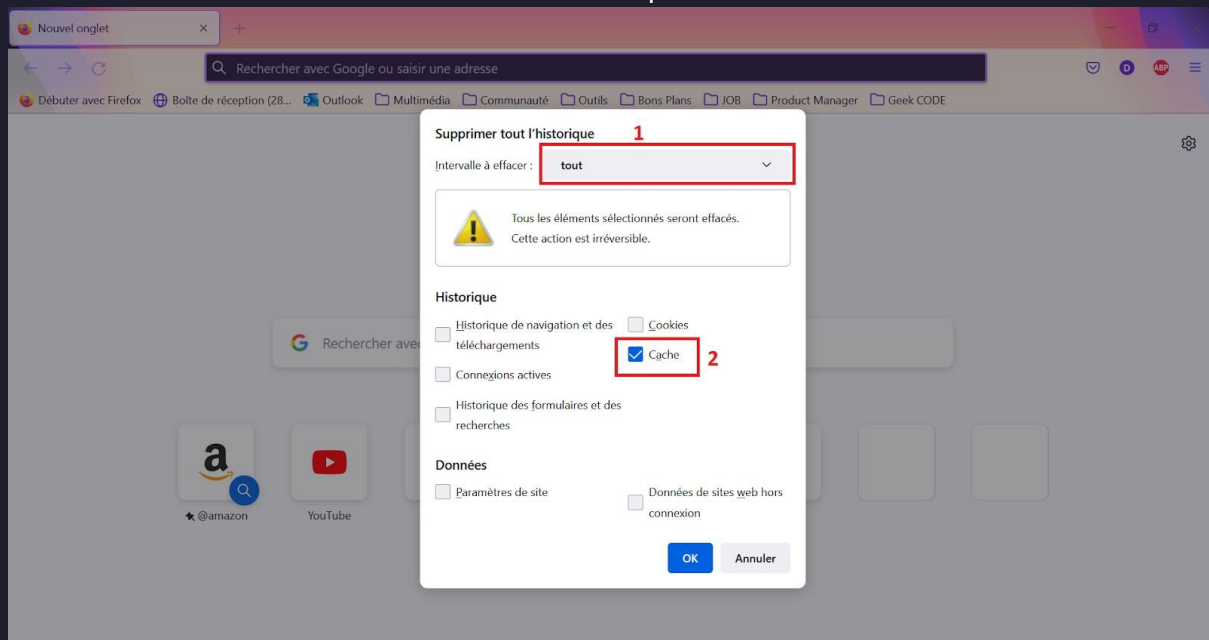 Nouvel onglet
Rechercher avec Google ou saisir une adresse
D
ABP
Débuter avec Firefox Boîte de réception (28... Outlook Multimédia Communauté Outils Bons Plans JOB Product Manager Geek CODE
Supprimer tout l'historique 1
Intervalle à effacer : tout
Tous les éléments sélectionnés seront effacés.
Cette action est irréversible.
Historique
Historique de navigation et des
téléchargements
Cookies
Cache 2
Connexions actives
Historique des formulaires et des
recherches
Données
Paramètres de site
Données de sites web hors
connexion
OK Annuler
Rechercher avec
@amazon
YouTube